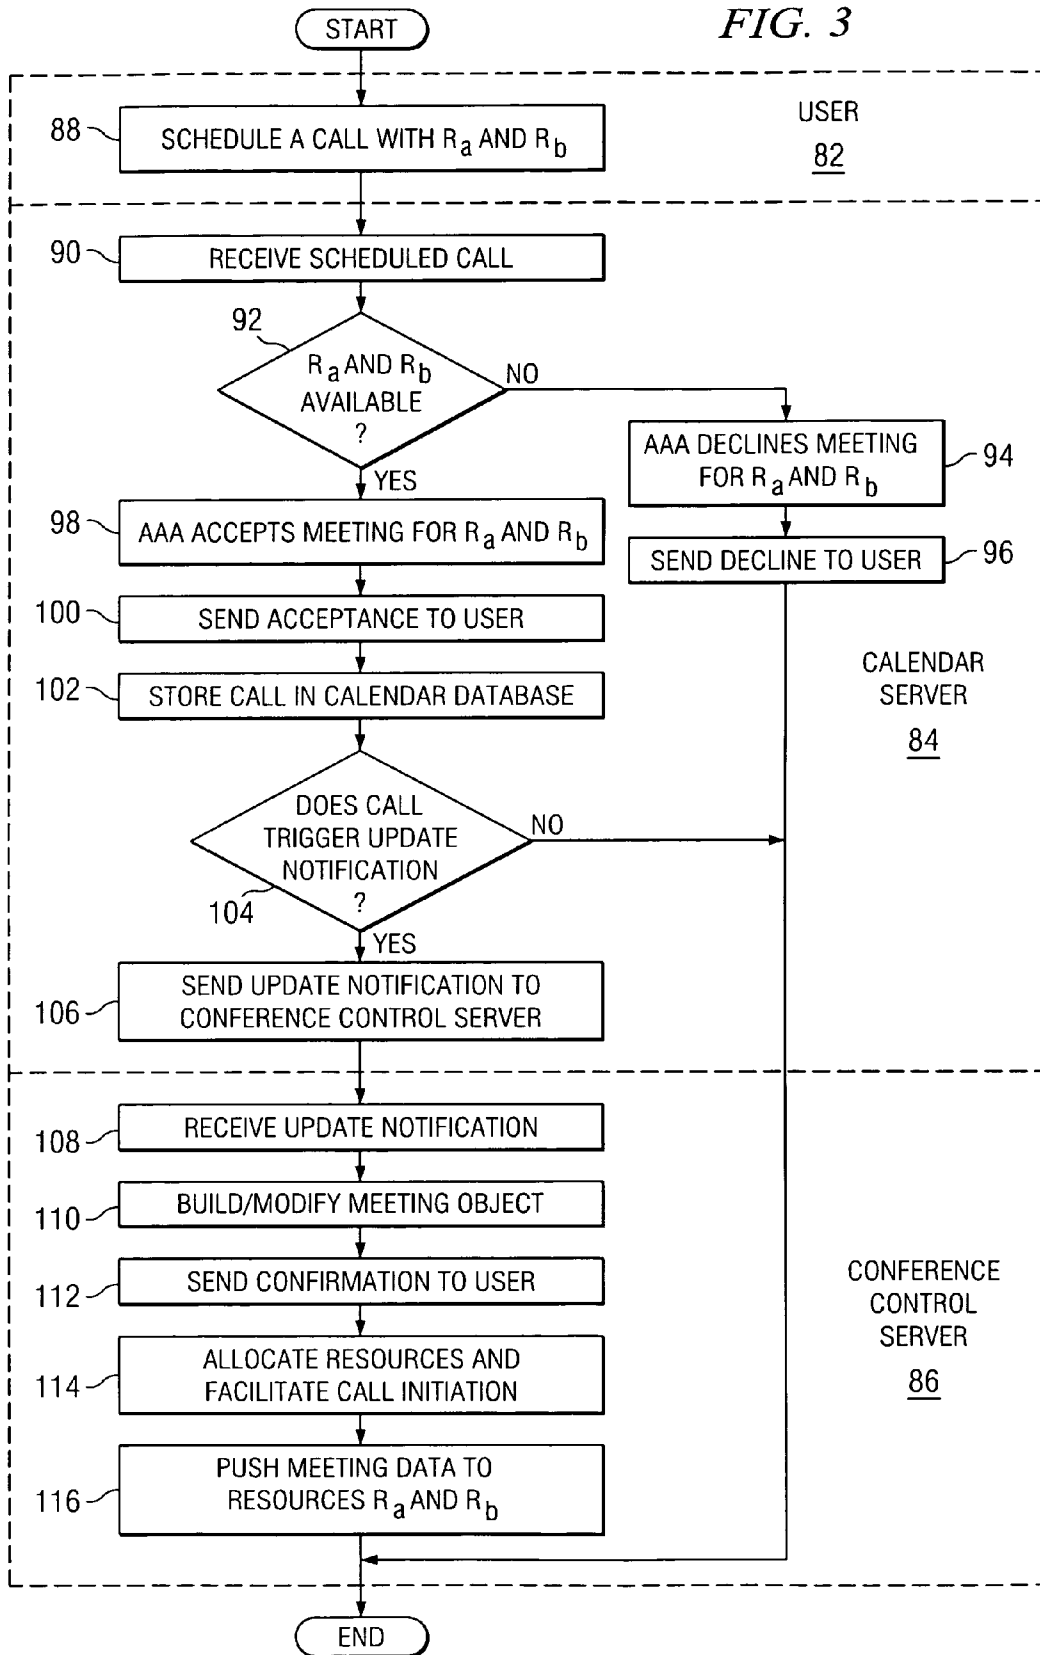 FIG. 3
START
USER
82
88
SCHEDULE A CALL WITH Ra AND Rb
90
RECEIVE SCHEDULED CALL
92
Ra AND Rb
AVAILABLE
?
NO
YES
AAA DECLINES MEETING
FOR Ra AND Rb
94
98
AAA ACCEPTS MEETING FOR Ra AND Rb
SEND DECLINE TO USER
96
100
SEND ACCEPTANCE TO USER
102
STORE CALL IN CALENDAR DATABASE
CALENDAR
SERVER
84
DOES CALL
TRIGGER UPDATE
NOTIFICATION
?
104
NO
YES
106
SEND UPDATE NOTIFICATION TO
CONFERENCE CONTROL SERVER
108
RECEIVE UPDATE NOTIFICATION
110
BUILD/MODIFY MEETING OBJECT
112
SEND CONFIRMATION TO USER
CONFERENCE
CONTROL
SERVER
86
114
ALLOCATE RESOURCES AND
FACILITATE CALL INITIATION
116
PUSH MEETING DATA TO
RESOURCES Ra AND Rb
END